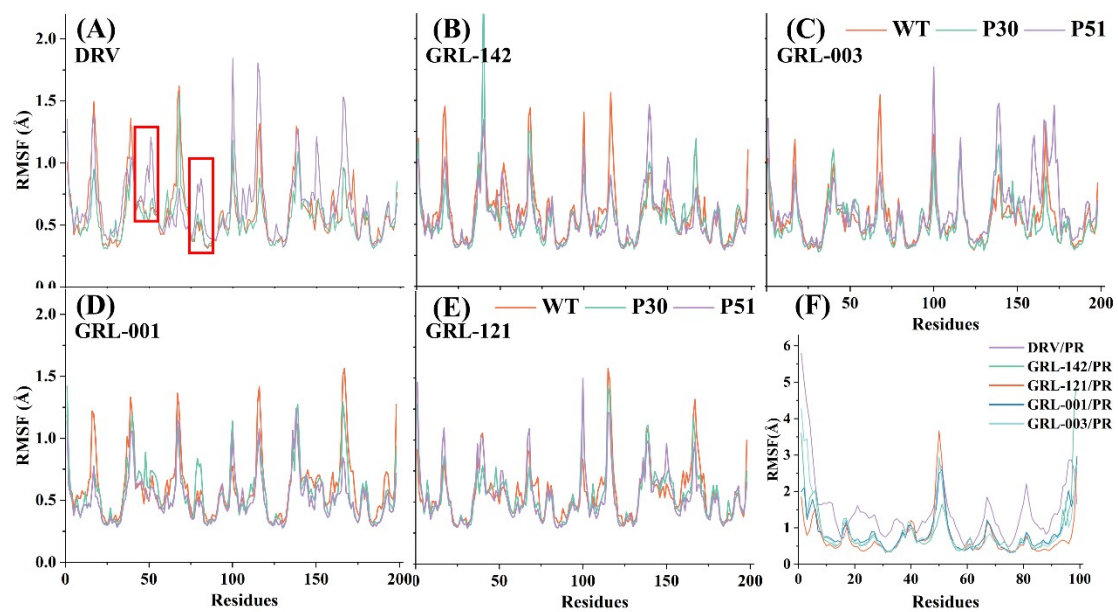 (A)
DRV
(B)
GRL-142
(C)
GRL-003
WT P30 P51
RMSF (Å)
2.0
1.5
1.0
0.5
0.0
50 100 150 200
Residues
(D)
GRL-001
(E)
GRL-121
WT P30 P51
RMSF (Å)
2.0
1.5
1.0
0.5
0.0
0 50 100 150 200
Residues
50 100 150 200
Residues
(F)
DRV/PR
GRL-142/PR
GRL-121/PR
GRL-001/PR
GRL-003/PR
RMSF(Å)
6
5
4
3
2
1
0
0 20 40 60 80 100
Residues